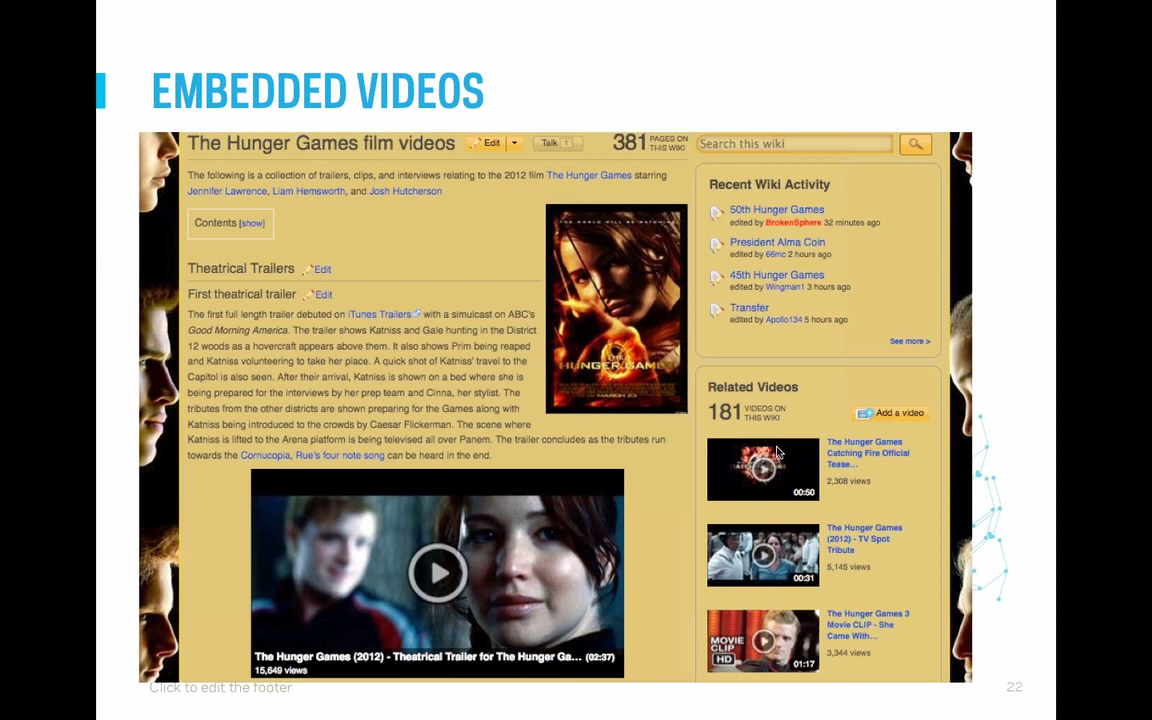 EMBEDDED VIDEOS
The Hunger Games film videos
Edit
Talk 1
381 PAGES ON THIS WIKI
Search this wiki
The following is a collection of trailers, clips, and interviews relating to the 2012 film The Hunger Games starring
Jennifer Lawrence, Liam Hemsworth, and Josh Hutcherson
Contents [show]
THE WORLD WILL BE WATCHING
THE HUNGER GAMES
MARCH 23
Theatrical Trailers Edit
First theatrical trailer Edit
The first full length trailer debuted on iTunes Trailers with a simulcast on ABC's
Good Morning America. The trailer shows Katniss and Gale hunting in the District
12 woods as a hovercraft appears above them. It also shows Prim being reaped
and Katniss volunteering to take her place. A quick shot of Katniss' travel to the
Capitol is also seen. After their arrival, Katniss is shown on a bed where she is
being prepared for the interviews by her prep team and Cinna, her stylist. The
tributes from the other districts are shown preparing for the Games along with
Katniss being introduced to the crowds by Caesar Flickerman. The scene where
Katniss is lifted to the Arena platform is being televised all over Panem. The trailer concludes as the tributes run
towards the Cornucopia, Rue's four note song can be heard in the end.
The Hunger Games (2012) - Theatrical Trailer for The Hunger Ga... (02:37)
15,649 views
Recent Wiki Activity
50th Hunger Games
edited by BrokenSphere 32 minutes ago
President Alma Coin
edited by 66mc 2 hours ago
45th Hunger Games
edited by Wingman1 3 hours ago
Transfer
edited by Apollo134 5 hours ago
See more >
Related Videos
181 VIDEOS ON THIS WIKI
Add a video
00:50
The Hunger Games
Catching Fire Official
Tease...
2,308 views
00:31
The Hunger Games
(2012) - TV Spot
Tribute
5,145 views
MOVIE
CLIP
HD
01:17
The Hunger Games 3
Movie CLIP - She
Came With...
3,344 views
Click to edit the footer
22